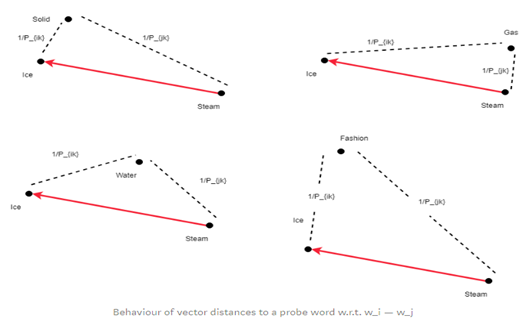 Solid
1/P_{ik}
1/P_{jk}
Ice
Steam
1/P_{ik}
Gas
Ice
1/P_{jk}
Steam
1/P_{ik}
Water
1/P_{jk}
Ice
Steam
Fashion
1/P_{ik}
1/P_{jk}
Ice
Steam
Behaviour of vector distances to a probe word w.r.t. w_i — w_j